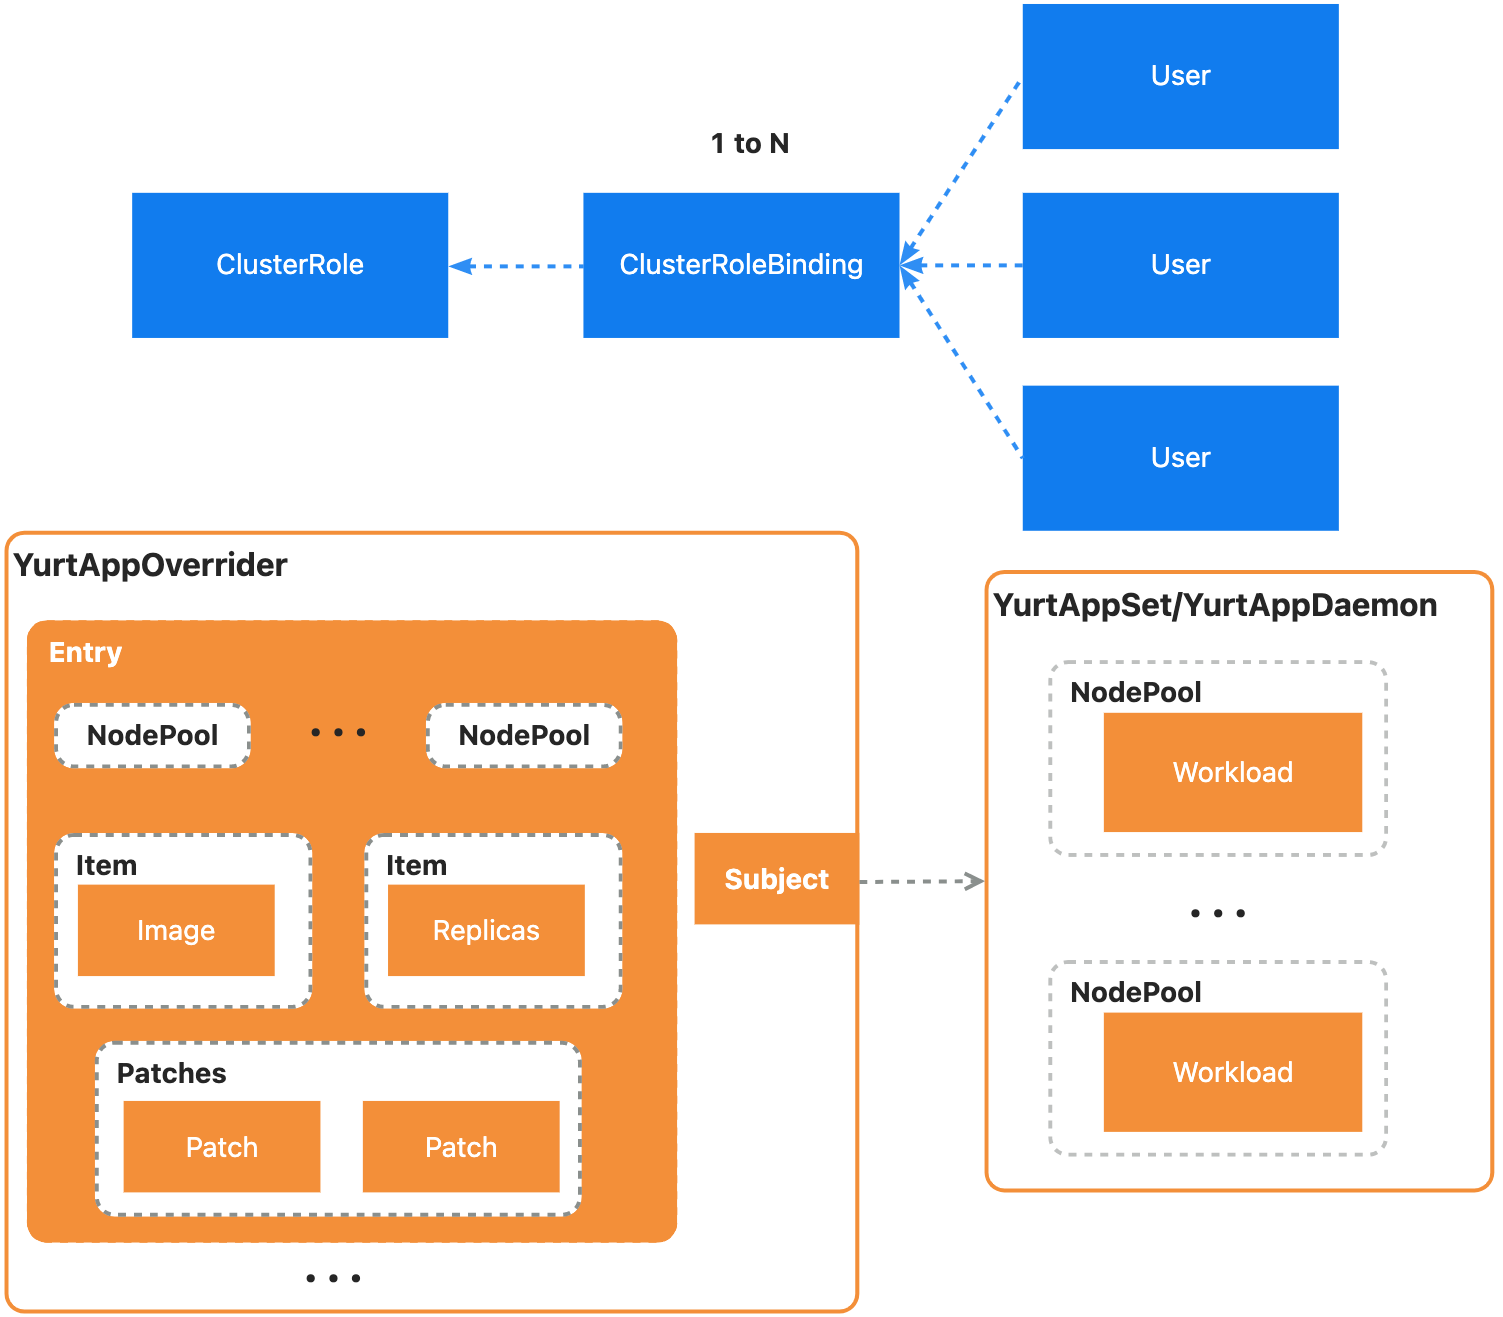 User
1 to N
ClusterRole
ClusterRoleBinding
User
User
YurtAppOverrider
Entry
NodePool
...
NodePool
Item
Image
Item
Replicas
Patches
Patch
Patch
...
Subject
YurtAppSet/YurtAppDaemon
NodePool
Workload
...
NodePool
Workload